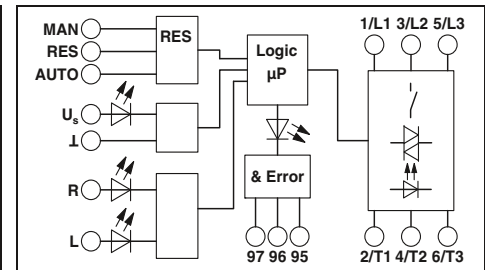 MAN
RES
AUTO
RES
Us
⊥
R
L
Logic
µP
& Error
97 96 95
1/L1 3/L2 5/L3
2/T1 4/T2 6/T3